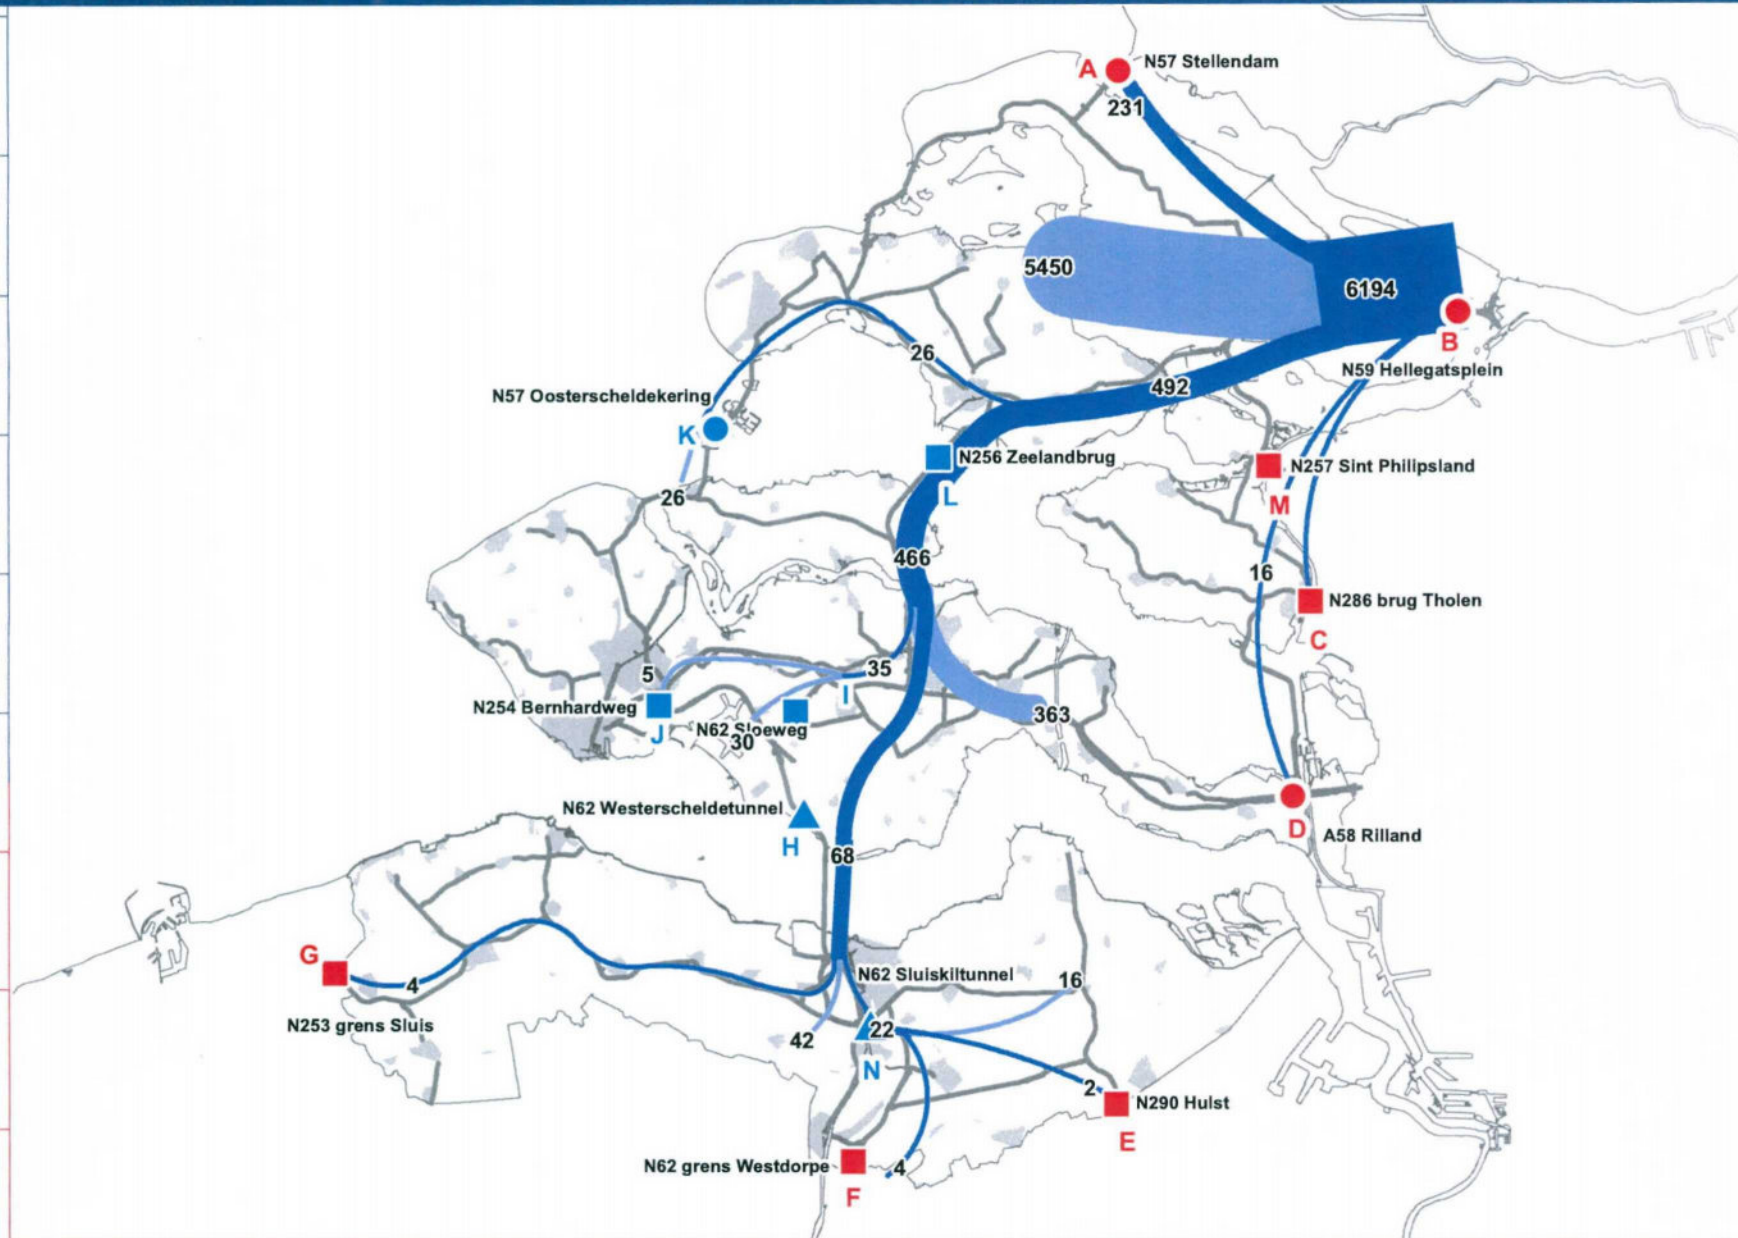 A N57 Stellendam
231
5450
6194
B
N59 Hellegatsplein
26
492
N57 Oosterscheldekering
K
N256 Zeelandbrug
L
N257 Sint Philipsland
M
26
466
16
N286 brug Tholen
C
35
5
I
N254 Bernhardweg
J
N62 Sloeweg
30
363
N62 Westerscheldetunnel
H
68
D
A58 Rilland
G
4
N253 grens Sluis
N62 Sluiskiltunnel
16
42
22
N
2
N290 Hulst
E
N62 grens Westdorpe
4
F